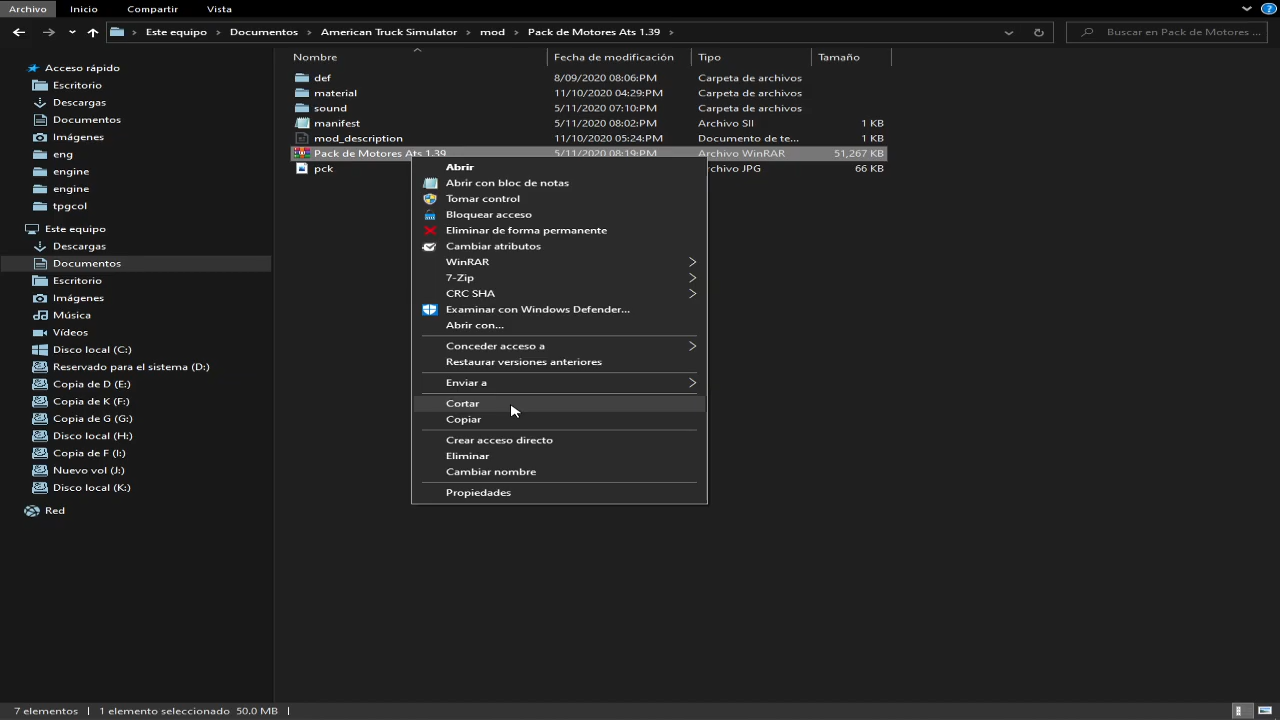 Archivo Inicio Compartir Vista
Este equipo Documentos American Truck Simulator mod Pack de Motores Ats 1.39
Buscar en Pack de Motores ...
Acceso rápido
Escritorio
Descargas
Documentos
Imágenes
eng
engine
engine
tpgcol
Este equipo
Descargas
Documentos
Escritorio
Imágenes
Música
Vídeos
Disco local (C:)
Reservado para el sistema (D:)
Copia de D (E:)
Copia de K (F:)
Copia de G (G:)
Disco local (H:)
Copia de F (I:)
Nuevo vol (J:)
Disco local (K:)
Red
Nombre Fecha de modificación Tipo Tamaño
def 8/09/2020 08:06:PM Carpeta de archivos
material 11/10/2020 04:29:PM Carpeta de archivos
sound 5/11/2020 07:10:PM Carpeta de archivos
manifest 5/11/2020 08:02:PM Archivo SII 1 KB
mod_description 11/10/2020 05:24:PM Documento de te... 1 KB
Pack de Motores Ats 1.39 5/11/2020 08:19:PM Archivo WinRAR 51,267 KB
pck rchivo JPG 66 KB
Abrir
Abrir con bloc de notas
Tomar control
Bloquear acceso
Eliminar de forma permanente
Cambiar atributos
WinRAR
7-Zip
CRC SHA
Examinar con Windows Defender...
Abrir con...
Conceder acceso a
Restaurar versiones anteriores
Enviar a
Cortar
Copiar
Crear acceso directo
Eliminar
Cambiar nombre
Propiedades
7 elementos 1 elemento seleccionado 50.0 MB